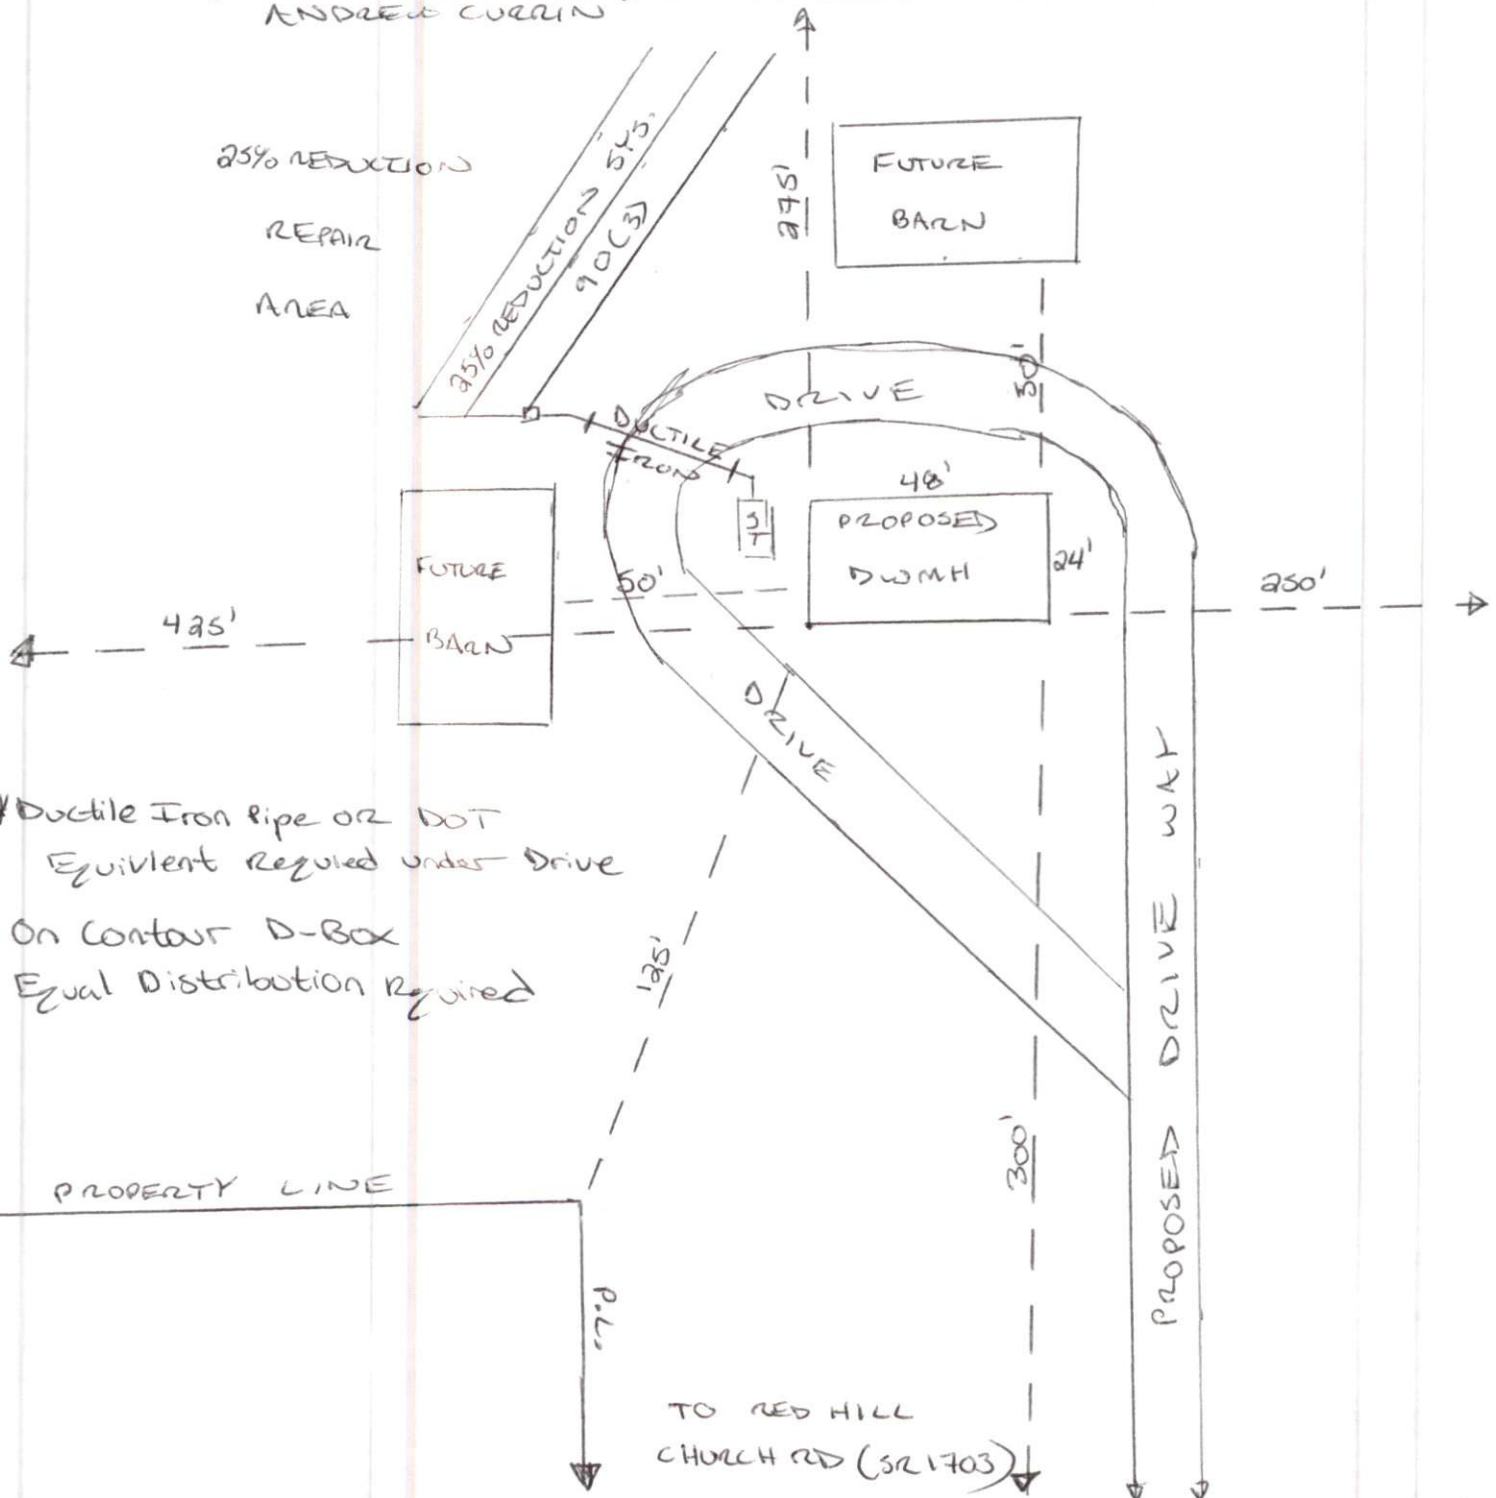 ANDREW CURRIN
25% REDUCTION
REPAIR
AREA
25% REDUCTION SYS.
90(3)
275'
FUTURE
BARN
50'
DRIVE
DUCTILE
IRON
ST
48'
PROPOSED
DWMH
24'
250'
FUTURE
BARN
50'
425'
DRIVE
Ductile Iron Pipe OR DOT
Equivlent Requied under Drive
On Contour D-Box
Equal Distribution Required
125'
PROPERTY LINE
P.L.
300'
PROPOSED DRIVE WAY
TO RED HILL
CHURCH RD (SR1703)